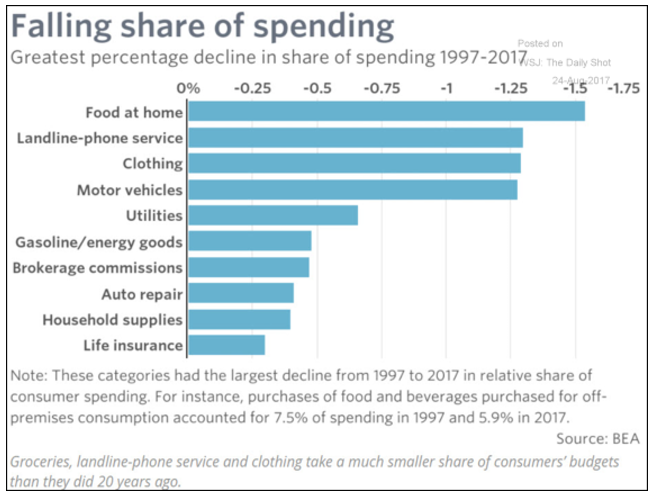 Falling share of spending
Greatest percentage decline in share of spending 1997-2017
Posted on
WSJ: The Daily Shot
24-Aug-2017
0% -0.25 -0.5 -0.75 -1 -1.25 -1.5 -1.75
Food at home
Landline-phone service
Clothing
Motor vehicles
Utilities
Gasoline/energy goods
Brokerage commissions
Auto repair
Household supplies
Life insurance
Note: These categories had the largest decline from 1997 to 2017 in relative share of
consumer spending. For instance, purchases of food and beverages purchased for off-
premises consumption accounted for 7.5% of spending in 1997 and 5.9% in 2017.
Source: BEA
Groceries, landline-phone service and clothing take a much smaller share of consumers' budgets
than they did 20 years ago.